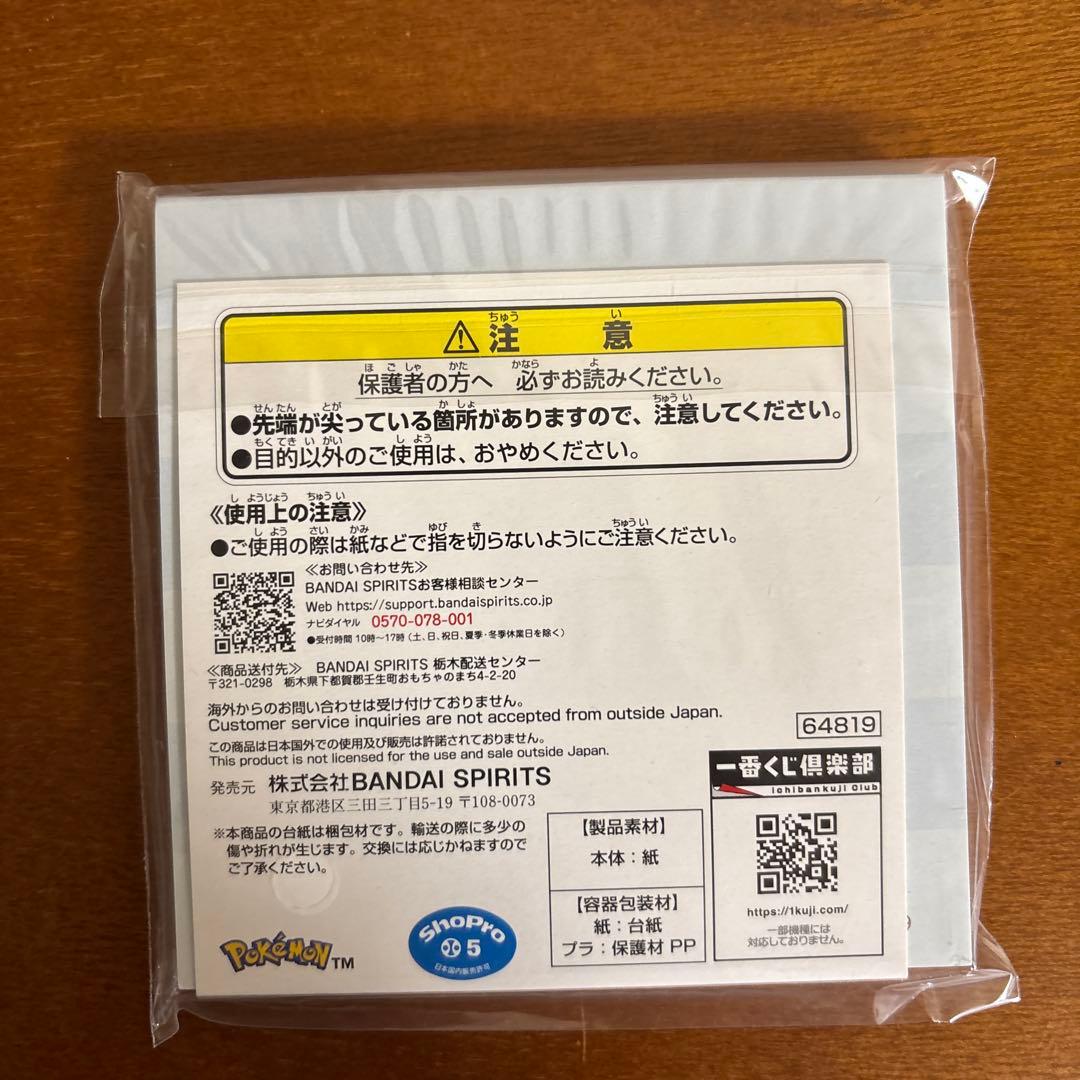 ⚠注意
保護者の方へ 必ずお読みください。
●先端が尖っている箇所がありますので、注意してください。
●目的以外のご使用は、おやめください。
《使用上の注意》
●ご使用の際は紙などで指を切らないようにご注意ください。
≪お問い合わせ先≫
BANDAI SPIRITSお客様相談センター
Web https://support.bandaispirits.co.jp
ナビダイヤル 0570-078-001
●受付時間 10時〜17時（土、日、祝日、夏季・冬季休業日を除く）
≪商品送付先≫ BANDAI SPIRITS 栃木配送センター
〒321-0298 栃木県下都賀郡壬生町おもちゃのまち4-2-20
海外からのお問い合わせは受け付けておりません。
Customer service inquiries are not accepted from outside Japan.
この商品は日本国外での使用及び販売は許諾されておりません。
This product is not licensed for the use and sale outside Japan.
64819
発売元 株式会社BANDAI SPIRITS
東京都港区三田三丁目5-19 〒108-0073
※本商品の台紙は梱包材です。輸送の際に多少の
傷や折れが生じます。交換には応じかねますので
ご了承ください。
【製品素材】
本体：紙
【容器包装材】
紙：台紙
プラ：保護材 PP
一番くじ倶楽部
ichibankuji Club
https://1kuji.com/
一部機種には
対応しておりません。
POKéMON TM
ShoPro
5
日本国内販売許可